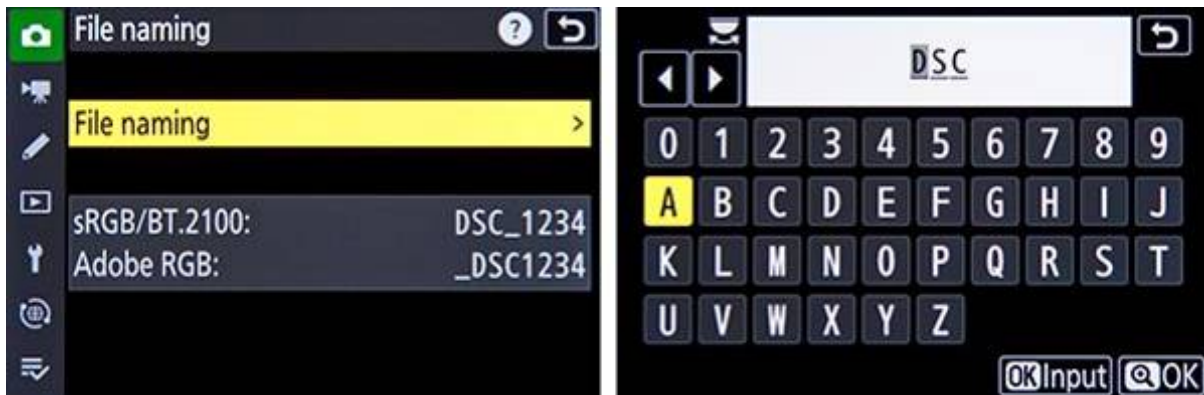 File naming
?
File naming >
sRGB/BT.2100: DSC_1234
Adobe RGB: _DSC1234
DSC
0 1 2 3 4 5 6 7 8 9
A B C D E F G H I J
K L M N O P Q R S T
U V W X Y Z
OK Input OK